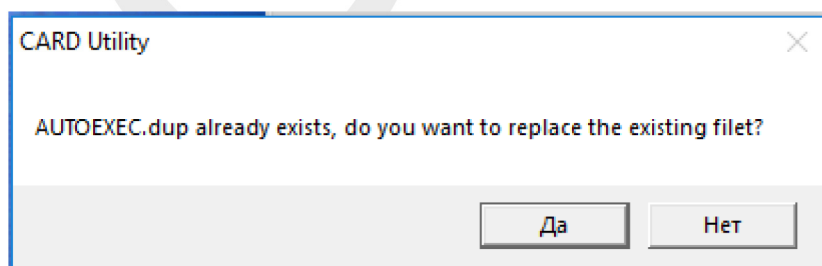 CARD Utility
AUTOEXEC.dup already exists, do you want to replace the existing filet?
Да
Нет